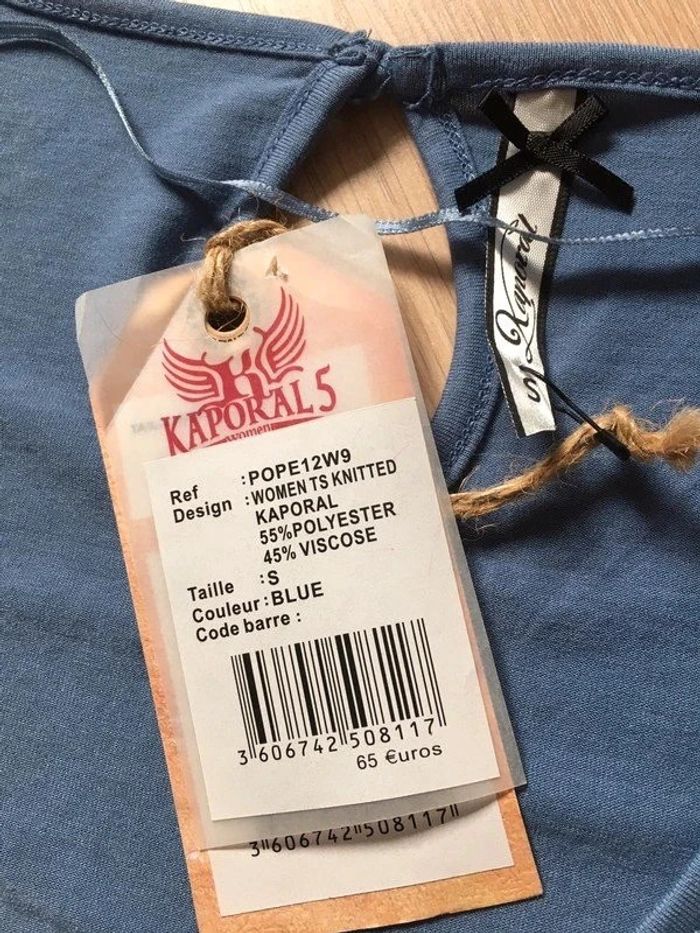 KAPORAL 5
women
Ref :POPE12W9
Design :WOMEN TS KNITTED
KAPORAL
55%POLYESTER
45% VISCOSE
Taille :S
Couleur:BLUE
Code barre :
3 606742 508117
65 €uros
3 606742 508117
Kaporal